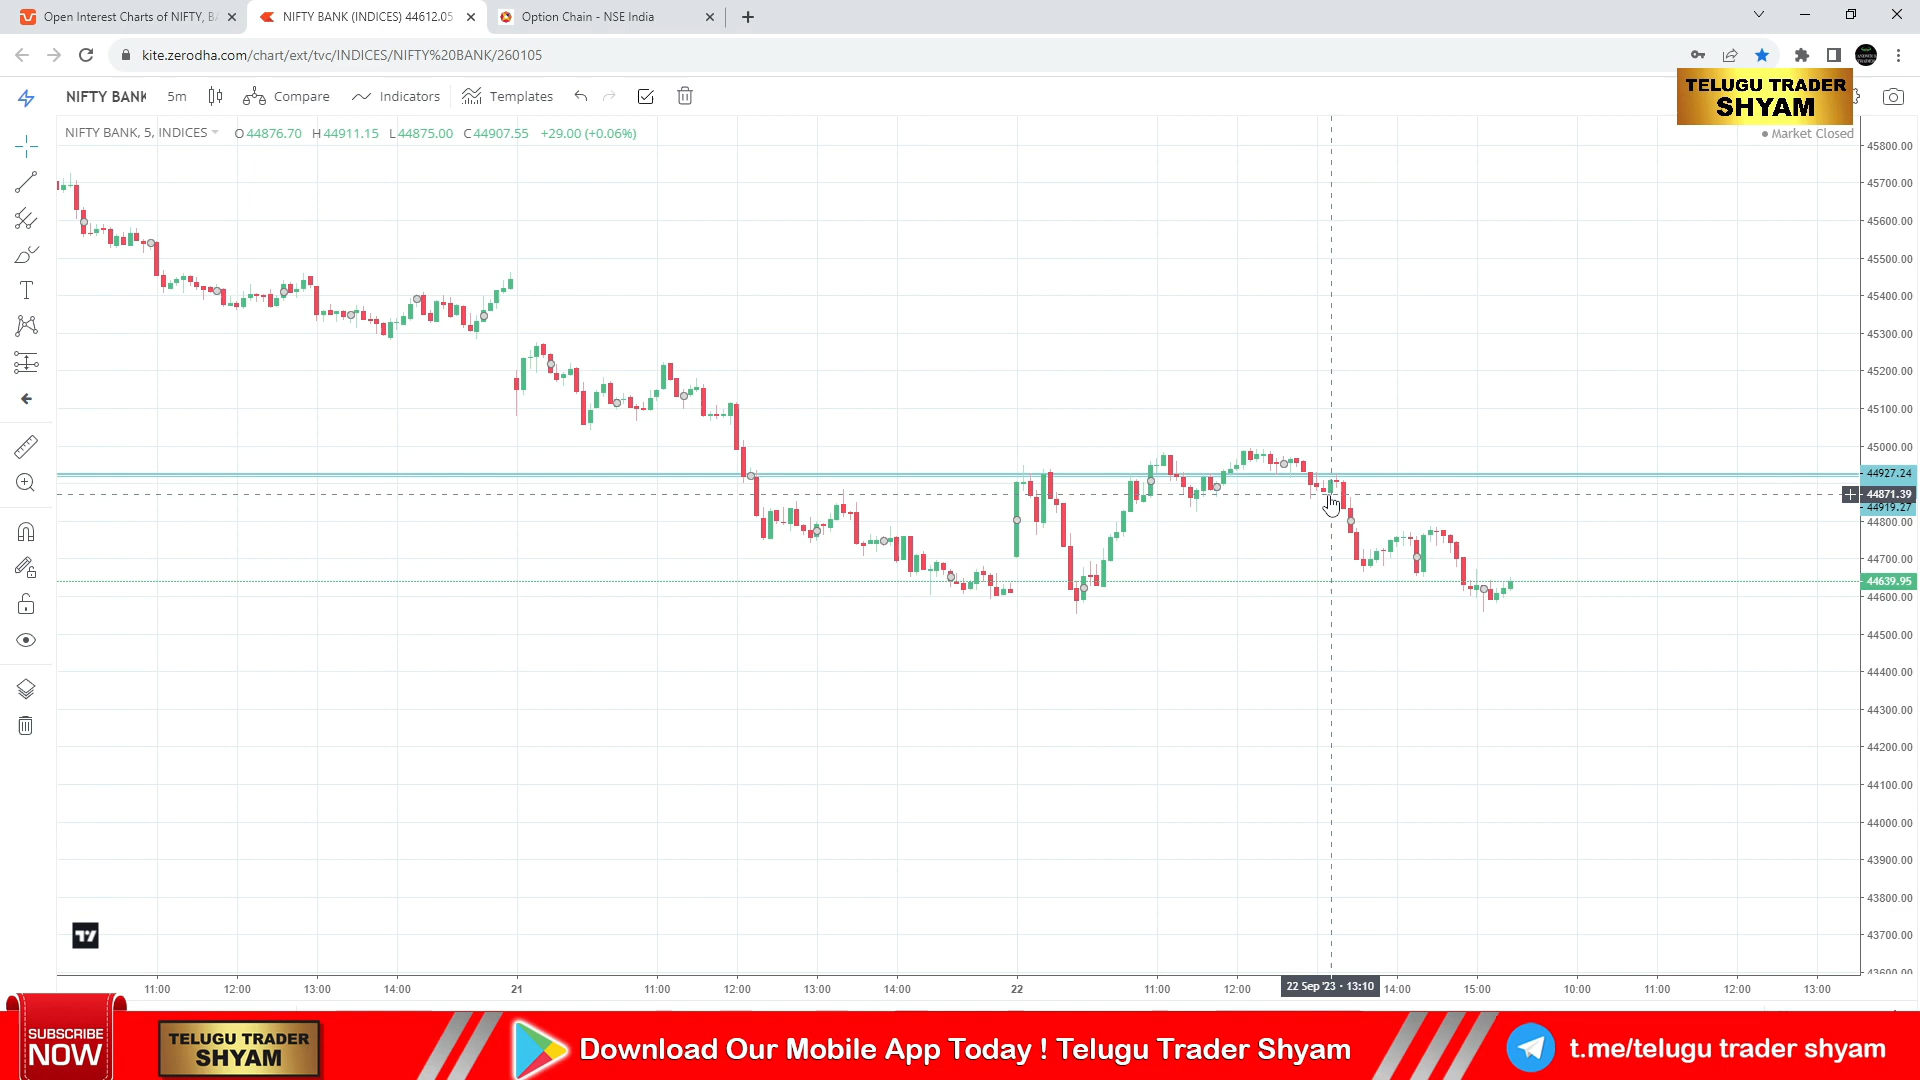 Open Interest Charts of NIFTY, B
NIFTY BANK (INDICES) 44612.05
Option Chain - NSE India
kite.zerodha.com/chart/ext/tvc/INDICES/NIFTY%20BANK/260105
NIFTY BANK
5m
Compare
Indicators
Templates
TELUGU TRADER
SHYAM
NIFTY BANK, 5, INDICES
O 44876.70 H 44911.15 L 44875.00 C 44907.55 +29.00 (+0.06%)
Market Closed
45800.00
45700.00
45600.00
45500.00
45400.00
45300.00
45200.00
45100.00
45000.00
44927.24
44871.39
44919.27
44800.00
44700.00
44639.95
44600.00
44500.00
44400.00
44300.00
44200.00
44100.00
44000.00
43900.00
43800.00
43700.00
43600.00
11:00 12:00 13:00 14:00 21 11:00 12:00 13:00 14:00 22 11:00 12:00 22 Sep '23 · 13:10 14:00 15:00 10:00 11:00 12:00 13:00
SUBSCRIBE
NOW
TELUGU TRADER
SHYAM
Download Our Mobile App Today ! Telugu Trader Shyam
t.me/telugu trader shyam